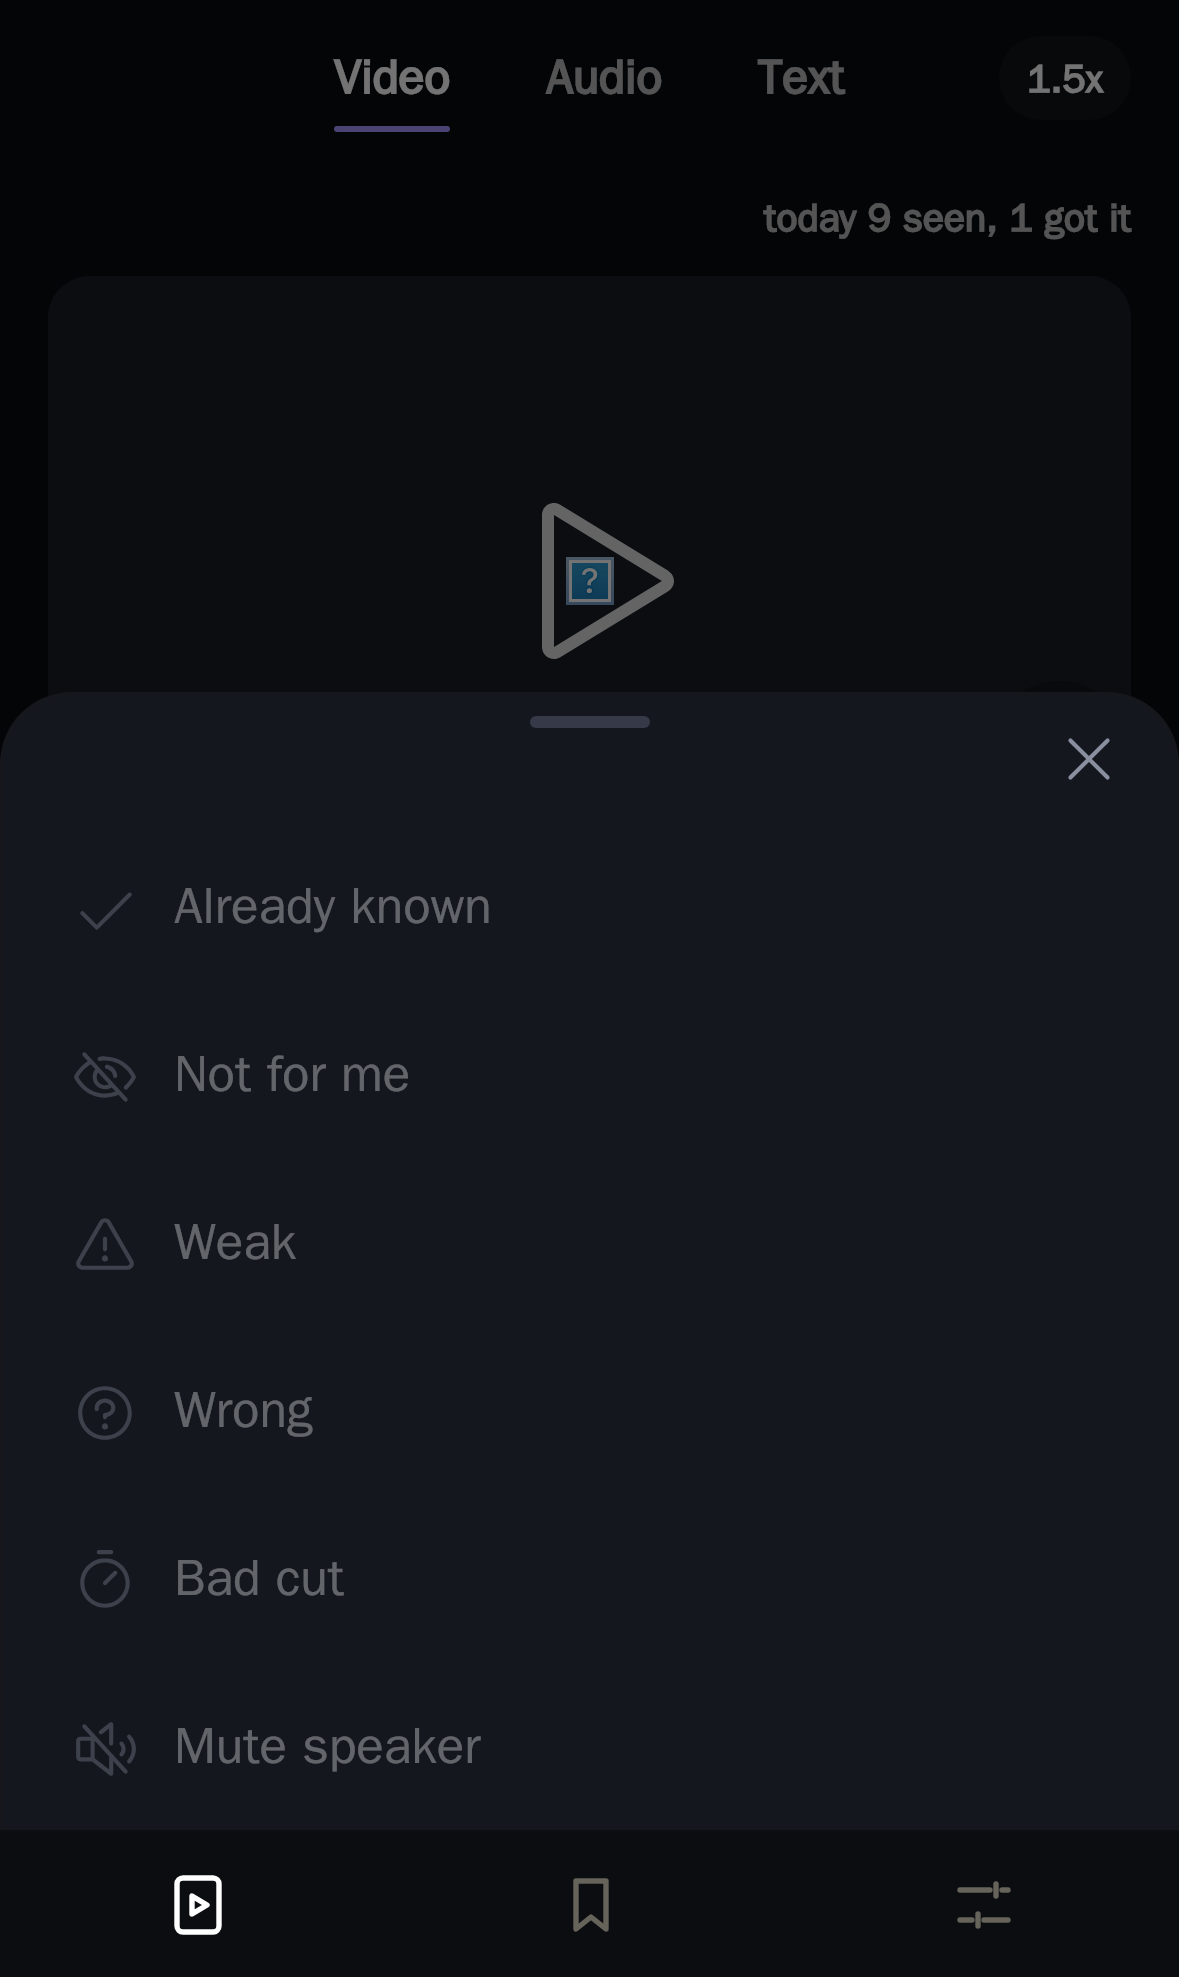 Video Audio Text 1.5x
today 9 seen, 1 got it
?
Already known
Not for me
Weak
Wrong
Bad cut
Mute speaker